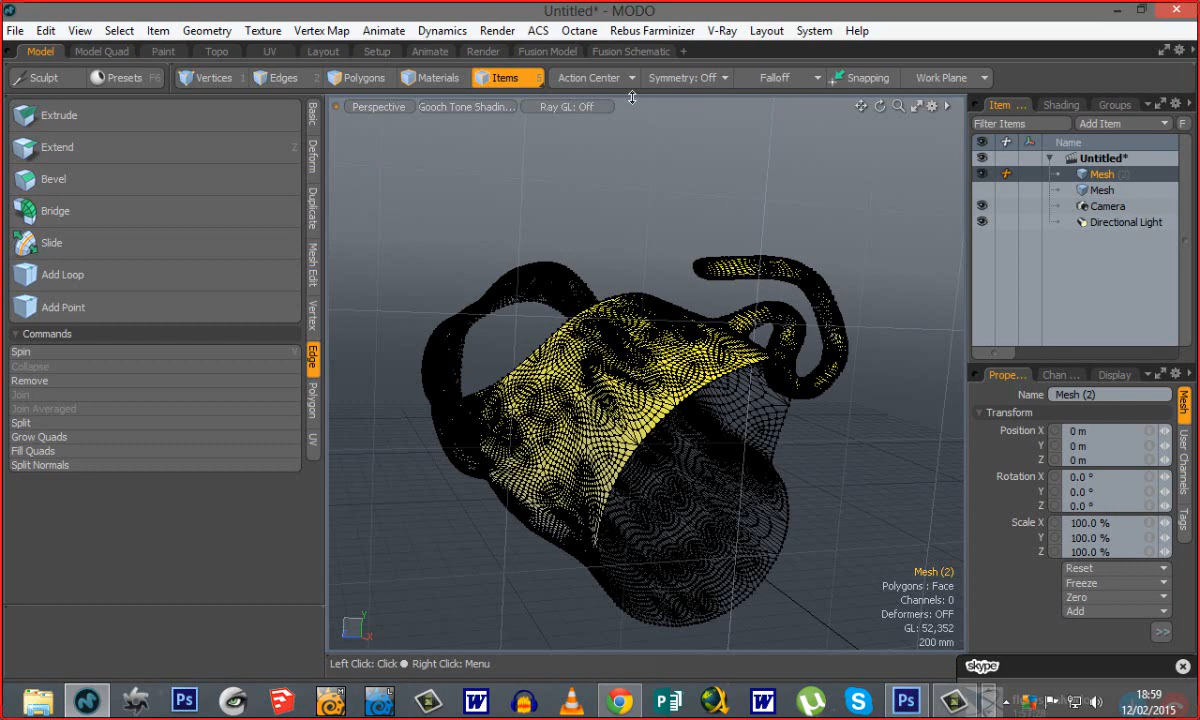 Untitled* - MODO
File Edit View Select Item Geometry Texture Vertex Map Animate Dynamics Render ACS Octane Rebus Farminizer V-Ray Layout System Help
Model Model Quad Paint Topo UV Layout Setup Animate Render Fusion Model Fusion Schematic +
Sculpt Presets F6 Vertices 1 Edges 2 Polygons Materials Items 5 Action Center Symmetry: Off Falloff Snapping Work Plane
Extrude
Extend Z
Bevel
Bridge
Slide
Add Loop
Add Point
Commands
Spin V
Collapse
Remove
Join
Join Averaged
Split
Grow Quads
Fill Quads
Split Normals
Basic
Deform
Duplicate
Mesh Edit
Vertex
Edge
Polygon
UV
Perspective Gooch Tone Shadin... Ray GL: Off
Mesh (2)
Polygons : Face
Channels: 0
Deformers: OFF
GL: 52,352
200 mm
Y
X
Left Click: Click Right Click: Menu
Item ... Shading Groups
Filter Items Add Item F
Name
Untitled*
Mesh (2)
Mesh
Camera
Directional Light
Prope... Chan ... Display
Name Mesh (2)
Transform
Position X 0 m
Y 0 m
Z 0 m
Rotation X 0.0 °
Y 0.0 °
Z 0.0 °
Scale X 100.0 %
Y 100.0 %
Z 100.0 %
Reset
Freeze
Zero
Add
>>
Mesh
User Channels
Tags
skype
18:59
12/02/2015